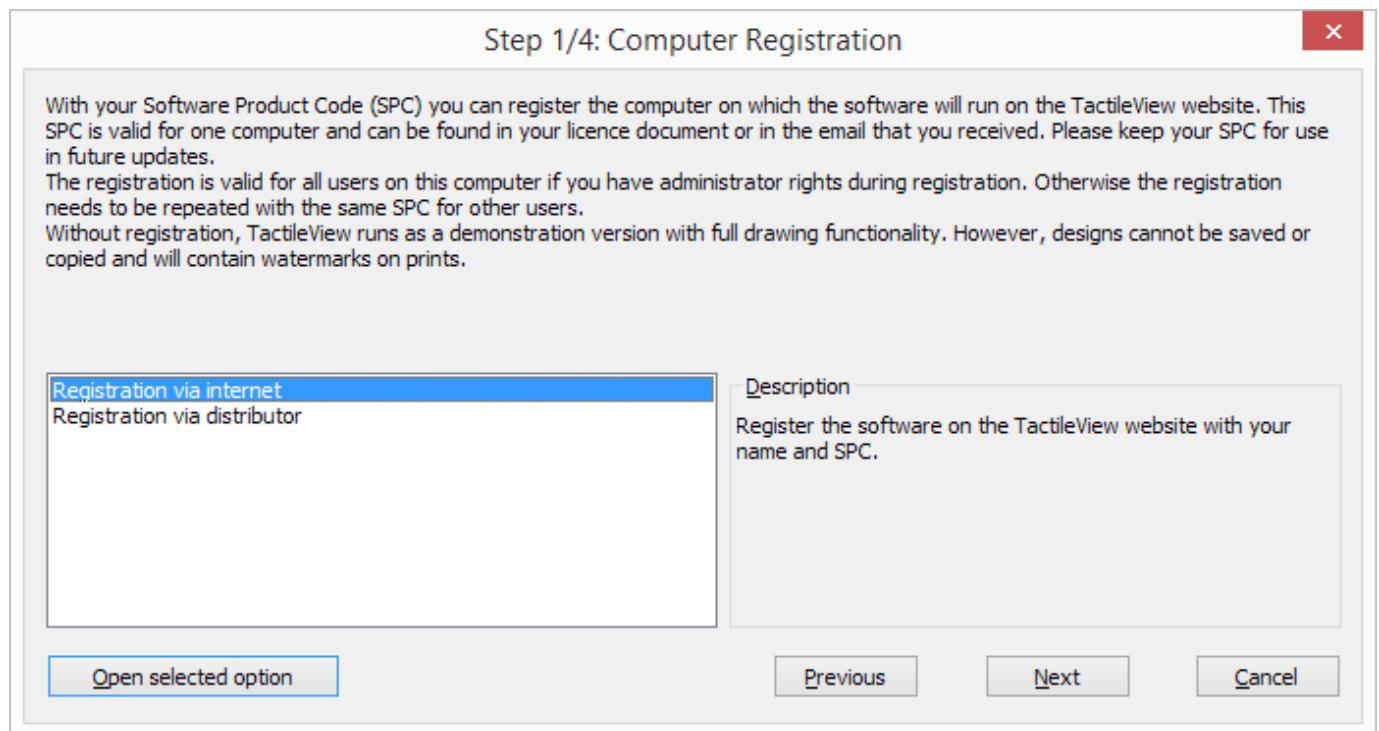 Step 1/4: Computer Registration
With your Software Product Code (SPC) you can register the computer on which the software will run on the TactileView website. This
SPC is valid for one computer and can be found in your licence document or in the email that you received. Please keep your SPC for use
in future updates.
The registration is valid for all users on this computer if you have administrator rights during registration. Otherwise the registration
needs to be repeated with the same SPC for other users.
Without registration, TactileView runs as a demonstration version with full drawing functionality. However, designs cannot be saved or
copied and will contain watermarks on prints.
Registration via internet
Registration via distributor
Description
Register the software on the TactileView website with your
name and SPC.
Open selected option
Previous
Next
Cancel